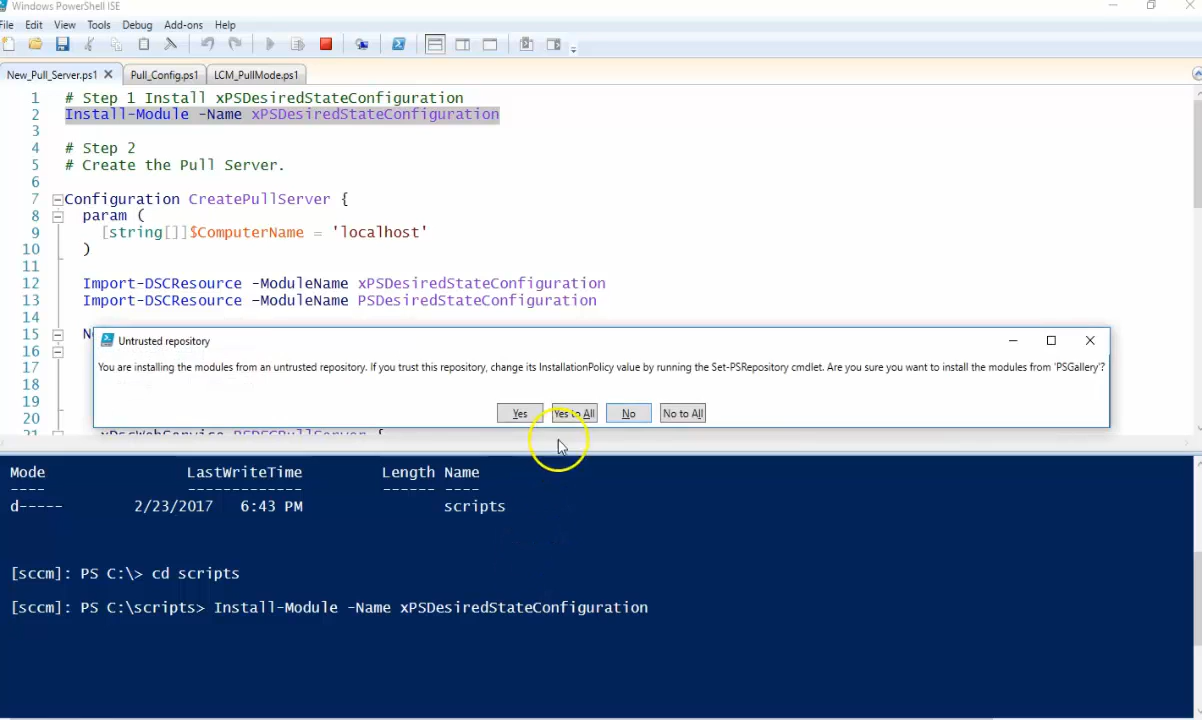 Windows PowerShell ISE
File Edit View Tools Debug Add-ons Help
New_Pull_Server.ps1 Pull_Config.ps1 LCM_PullMode.ps1
1 # Step 1 Install xPSDesiredStateConfiguration
2 Install-Module -Name xPSDesiredStateConfiguration
3
4 # Step 2
5 # Create the Pull Server.
6
7 Configuration CreatePullServer {
8 param (
9 [string[]]$ComputerName = 'localhost'
10 )
11
12 Import-DSCResource -ModuleName xPSDesiredStateConfiguration
13 Import-DSCResource -ModuleName PSDesiredStateConfiguration
14
15 N
Untrusted repository
16
You are installing the modules from an untrusted repository. If you trust this repository, change its InstallationPolicy value by running the Set-PSRepository cmdlet. Are you sure you want to install the modules from 'PSGallery'?
17
18
19
Yes Yes to All No No to All
20
21 xDscWebService PSDSCPullServer {
Mode LastWriteTime Length Name
---- ------------- ------ ----
d----- 2/23/2017 6:43 PM scripts
[sccm]: PS C:\> cd scripts
[sccm]: PS C:\scripts> Install-Module -Name xPSDesiredStateConfiguration